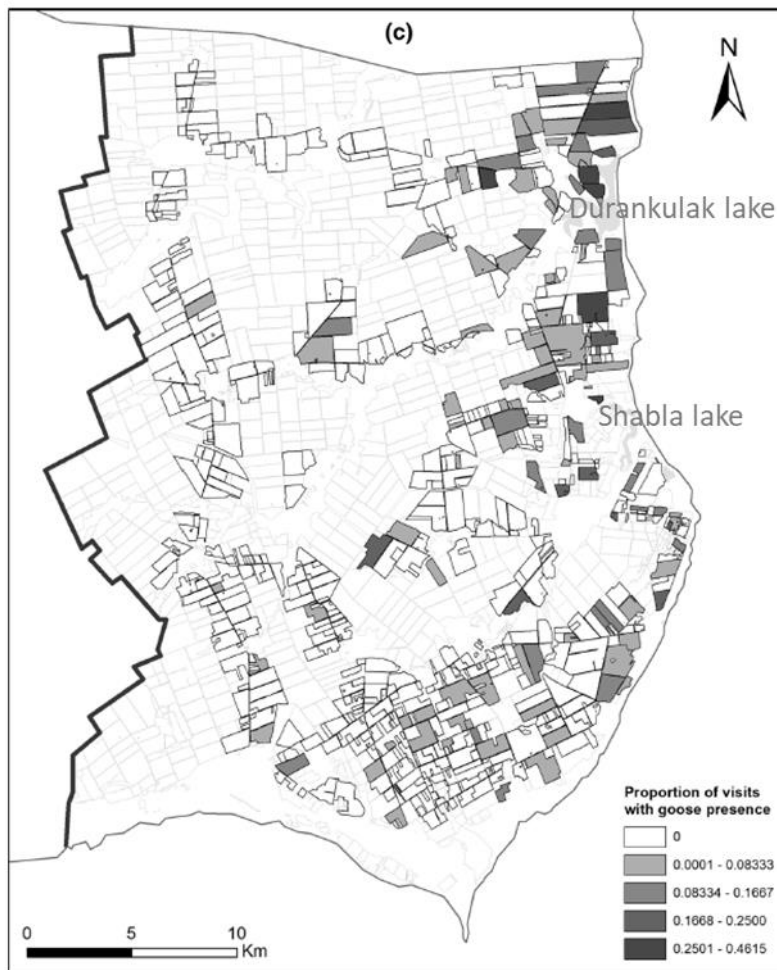 (c)
N
Durankulak lake
Shabla lake
Proportion of visits
with goose presence
0
0.0001 - 0.08333
0.08334 - 0.1667
0.1668 - 0.2500
0.2501 - 0.4615
0 5 10
Km